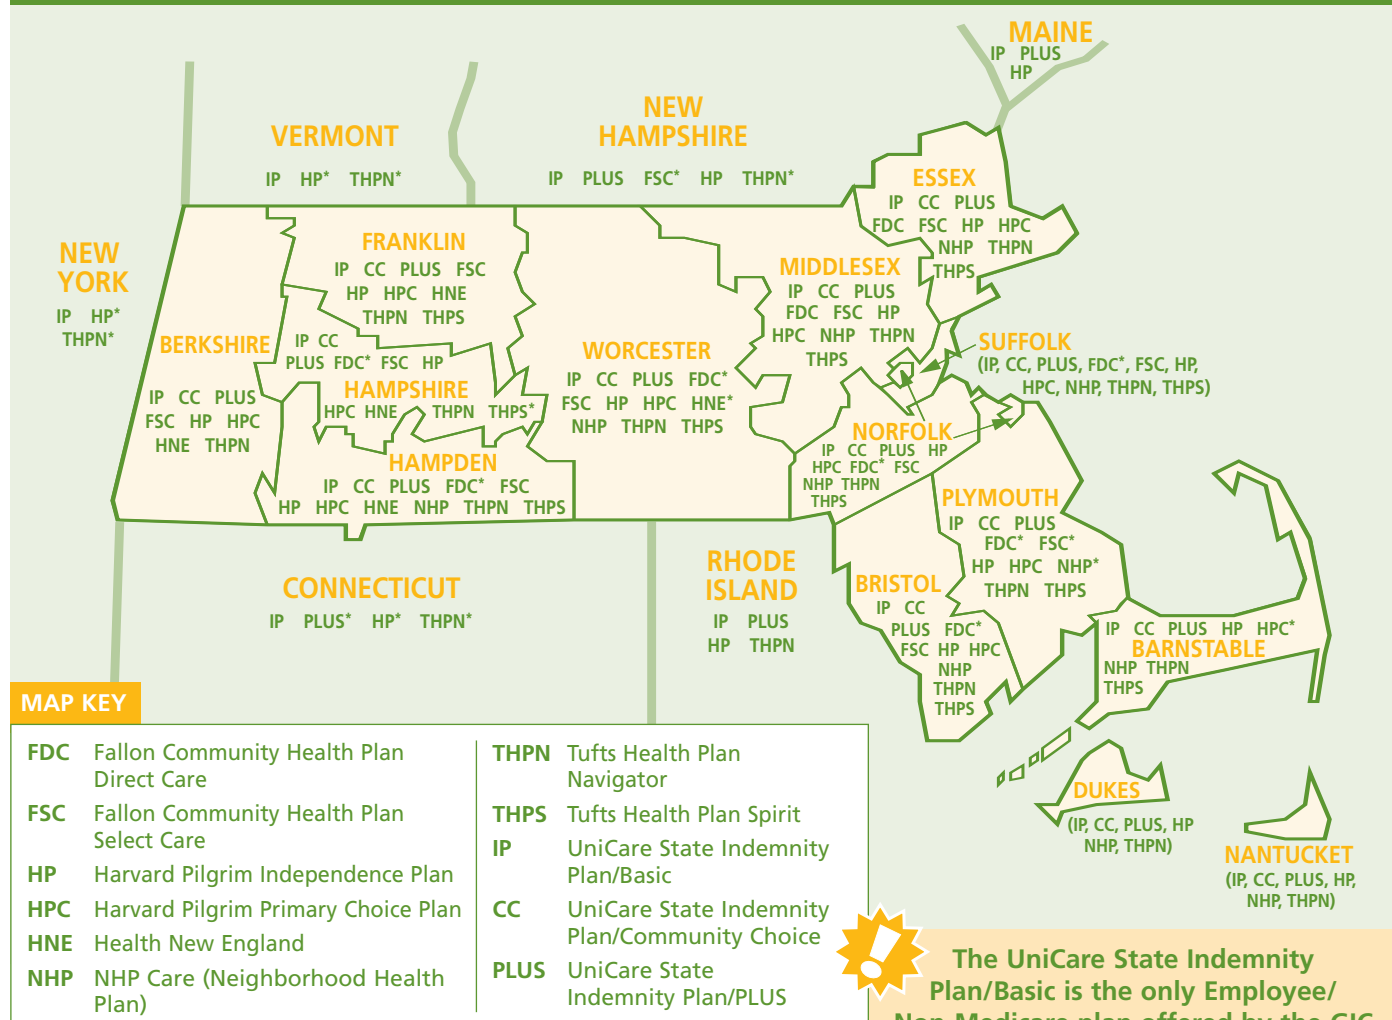 MAINE
IP PLUS
HP
NEW
HAMPSHIRE
IP PLUS FSC* HP THPN*
VERMONT
IP HP* THPN*
NEW
YORK
IP HP*
THPN*
ESSEX
IP CC PLUS
FDC FSC HP HPC
NHP THPN
THPS
FRANKLIN
IP CC PLUS FSC
HP HPC HNE
THPN THPS
MIDDLESEX
IP CC PLUS
FDC FSC HP
HPC NHP THPN
THPS
BERKSHIRE
IP CC PLUS
FSC HP HPC
HNE THPN
IP CC
PLUS FDC* FSC HP
HAMPSHIRE
HPC HNE THPN THPS*
WORCESTER
IP CC PLUS FDC*
FSC HP HPC HNE*
NHP THPN THPS
SUFFOLK
(IP, CC, PLUS, FDC*, FSC, HP,
HPC, NHP, THPN, THPS)
NORFOLK
IP CC PLUS HP
HPC FDC* FSC
NHP THPN
THPS
HAMPDEN
IP CC PLUS FDC* FSC
HP HPC HNE NHP THPN THPS
PLYMOUTH
IP CC PLUS
FDC* FSC*
HP HPC NHP*
THPN THPS
CONNECTICUT
IP PLUS* HP* THPN*
RHODE
ISLAND
IP PLUS
HP THPN
BRISTOL
IP CC
PLUS FDC*
FSC HP HPC
NHP
THPN
THPS
IP CC PLUS HP HPC*
BARNSTABLE
NHP THPN
THPS
DUKES
(IP, CC, PLUS, HP
NHP, THPN)
NANTUCKET
(IP, CC, PLUS, HP,
NHP, THPN)
MAP KEY
FDC Fallon Community Health Plan
Direct Care
FSC Fallon Community Health Plan
Select Care
HP Harvard Pilgrim Independence Plan
HPC Harvard Pilgrim Primary Choice Plan
HNE Health New England
NHP NHP Care (Neighborhood Health
Plan)
THPN Tufts Health Plan
Navigator
THPS Tufts Health Plan Spirit
IP UniCare State Indemnity
Plan/Basic
CC UniCare State Indemnity
Plan/Community Choice
PLUS UniCare State
Indemnity Plan/PLUS
!
The UniCare State Indemnity
Plan/Basic is the only Employee/
Non-Medicare plan offered by the GIC